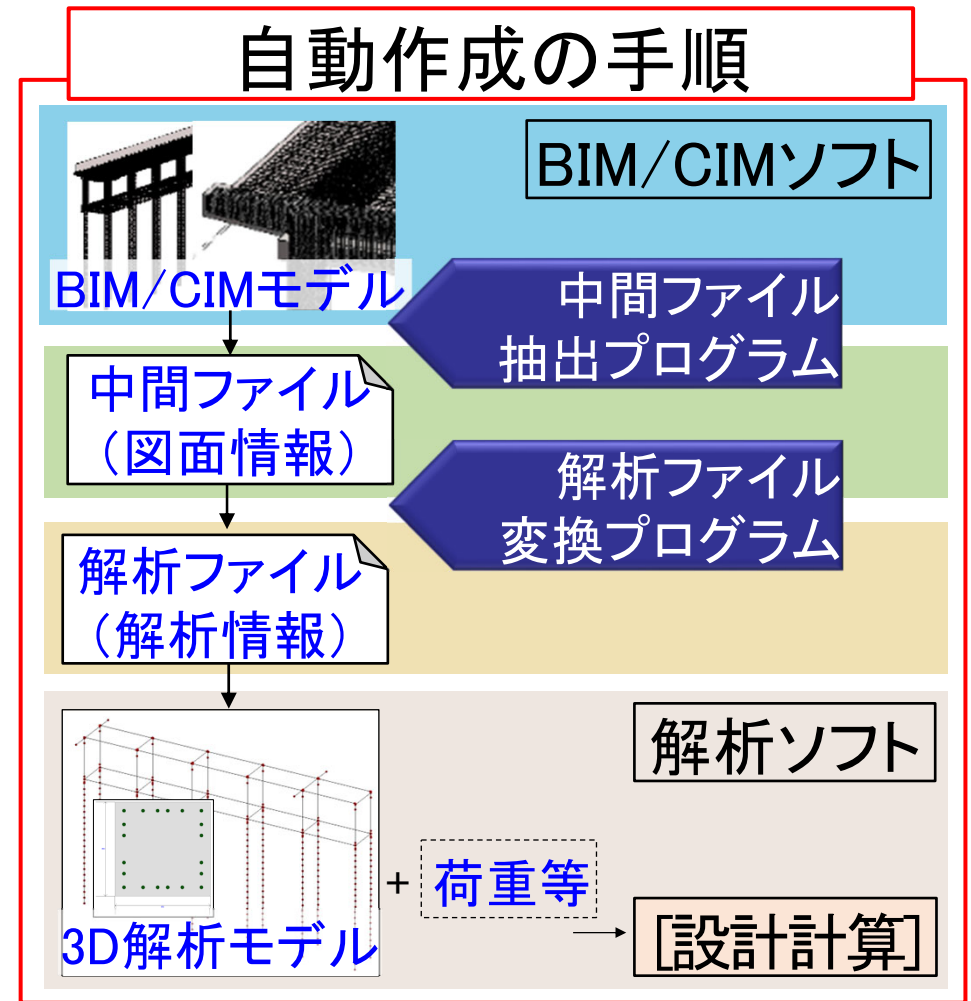 自動作成の手順
BIM/CIMソフト
BIM/CIMモデル
中間ファイル
抽出プログラム
中間ファイル
（図面情報）
解析ファイル
変換プログラム
解析ファイル
（解析情報）
解析ソフト
3D解析モデル
+
荷重等
[設計計算]